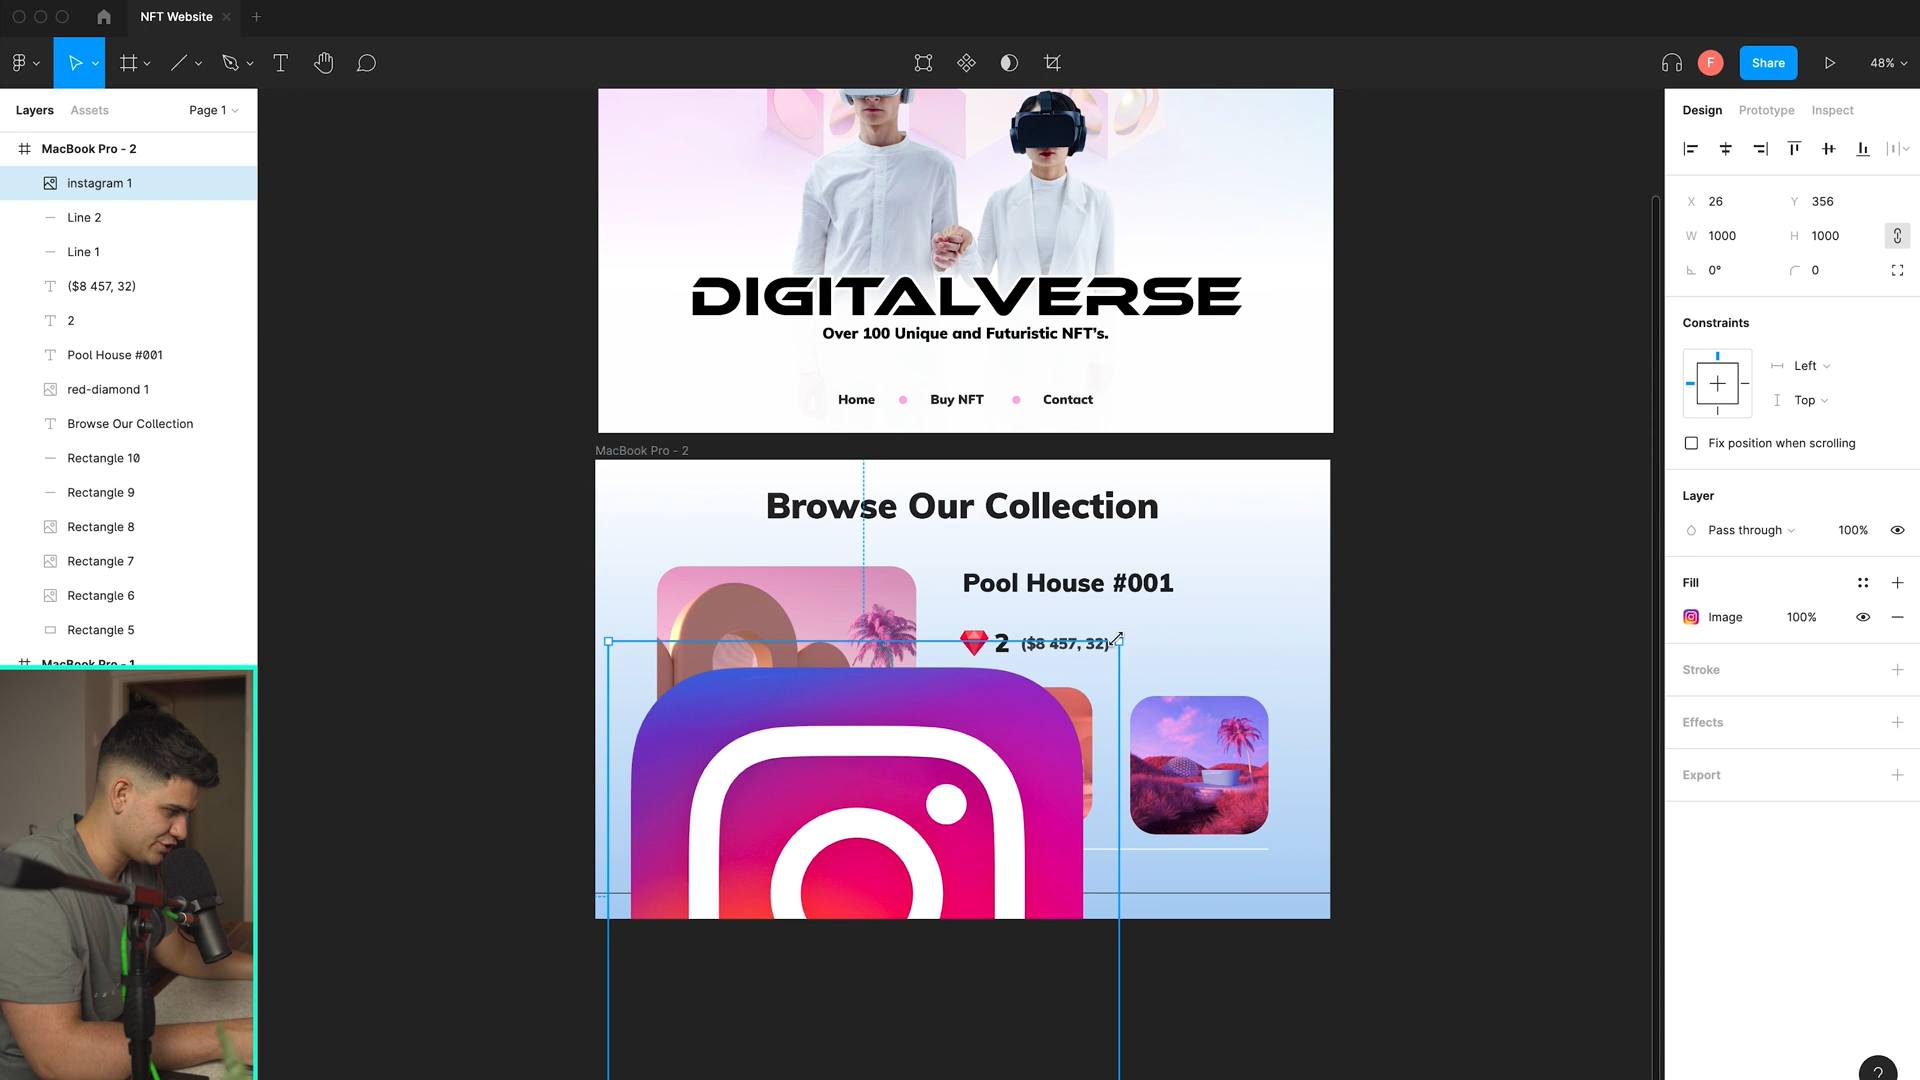 NFT Website
F
Share
48%
Layers
Assets
Page 1
MacBook Pro - 2
instagram 1
Line 2
Line 1
($8 457, 32)
2
Pool House #001
red-diamond 1
Browse Our Collection
Rectangle 10
Rectangle 9
Rectangle 8
Rectangle 7
Rectangle 6
Rectangle 5
MacBook Pro - 1
DIGITALVERSE
Over 100 Unique and Futuristic NFT's.
Home
Buy NFT
Contact
MacBook Pro - 2
Browse Our Collection
Pool House #001
2 ($8 457, 32)
Design
Prototype
Inspect
X 26
Y 356
W 1000
H 1000
0°
0
Constraints
Left
Top
Fix position when scrolling
Layer
Pass through
100%
Fill
Image
100%
Stroke
Effects
Export
?